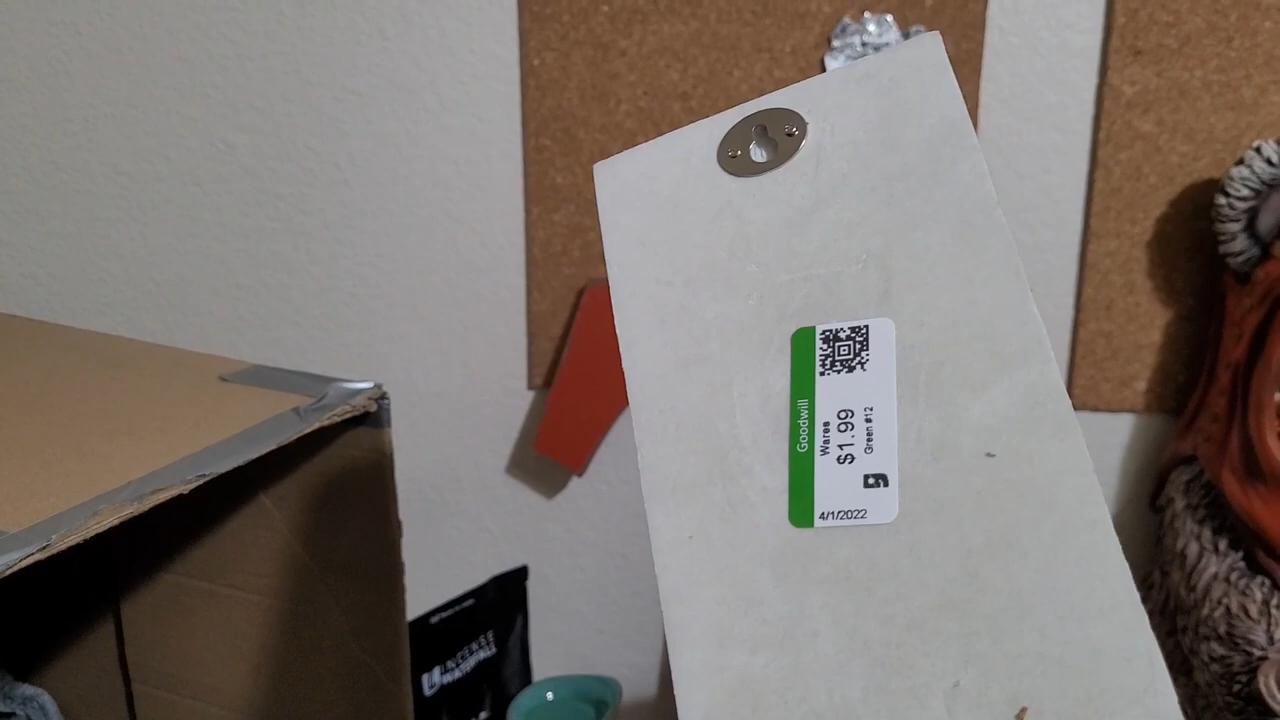 Goodwill
Wares
$1.99
Green #12
4/1/2022
INCENSE
WATERFALL